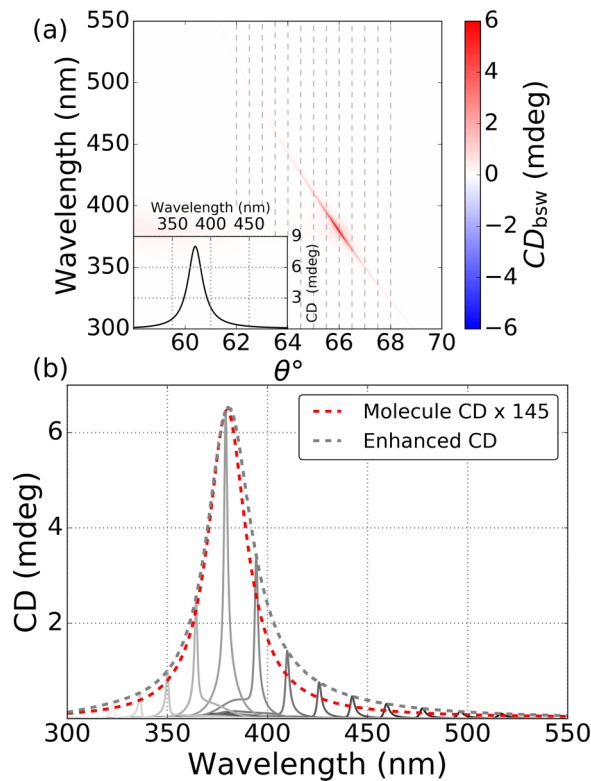 (a)
Wavelength (nm)
550
500
450
400
350
300
60
62
64
66
68
70
θ°
Wavelength (nm)
350 400 450
9
6
3
CD (mdeg)
6
4
2
0
−2
−4
−6
CD_bsw (mdeg)
(b)
CD (mdeg)
6
4
2
Molecule CD x 145
Enhanced CD
300 350 400 450 500 550
Wavelength (nm)